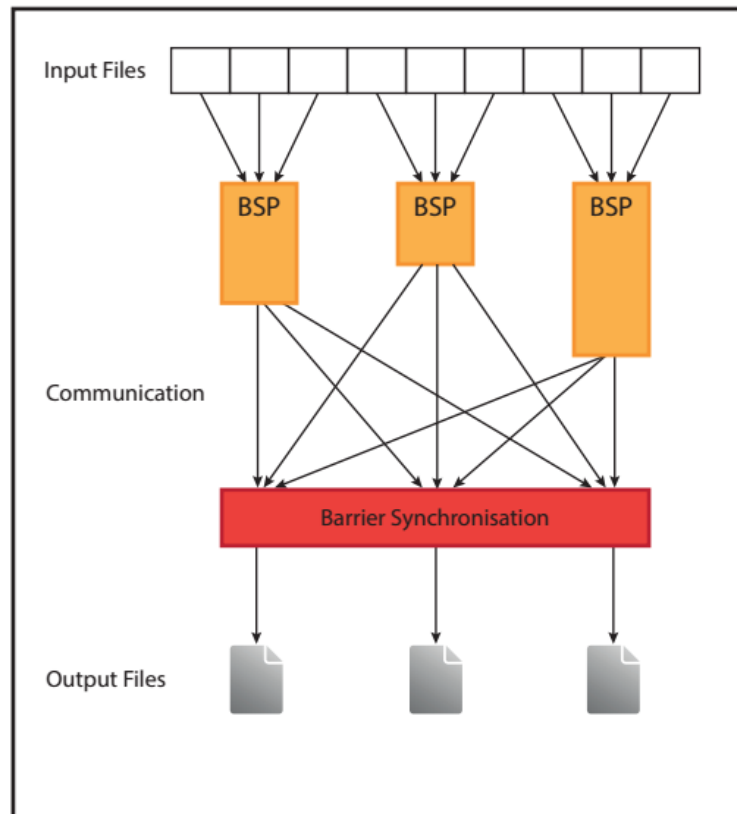 Input Files
BSP BSP BSP
Communication
Barrier Synchronisation
Output Files